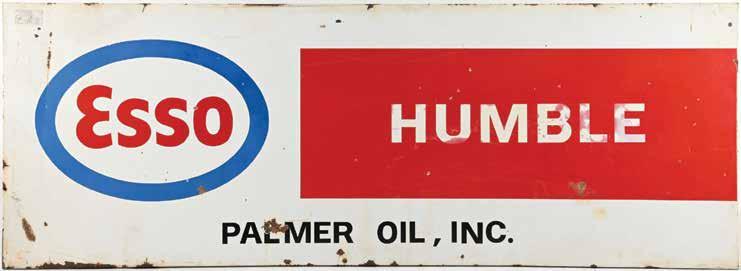 Esso
HUMBLE
PALMER OIL, INC.